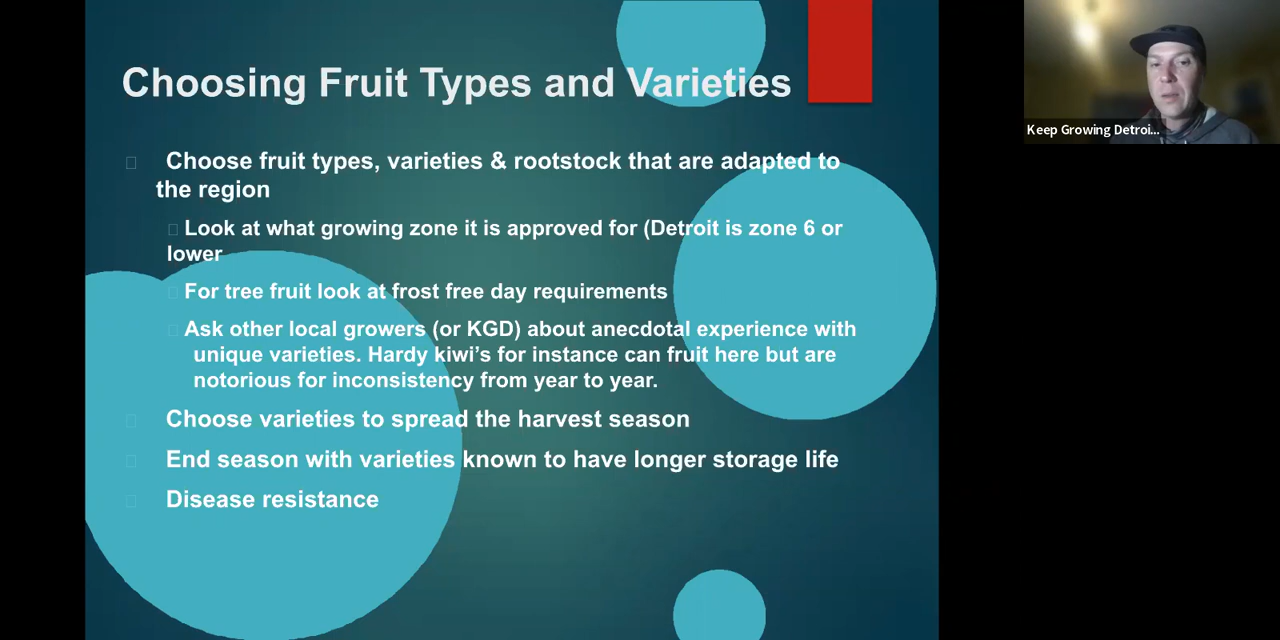 Choosing Fruit Types and Varieties
Choose fruit types, varieties & rootstock that are adapted to
the region
Look at what growing zone it is approved for (Detroit is zone 6 or
lower
For tree fruit look at frost free day requirements
Ask other local growers (or KGD) about anecdotal experience with
unique varieties. Hardy kiwi’s for instance can fruit here but are
notorious for inconsistency from year to year.
Choose varieties to spread the harvest season
End season with varieties known to have longer storage life
Disease resistance
Keep Growing Detroi...